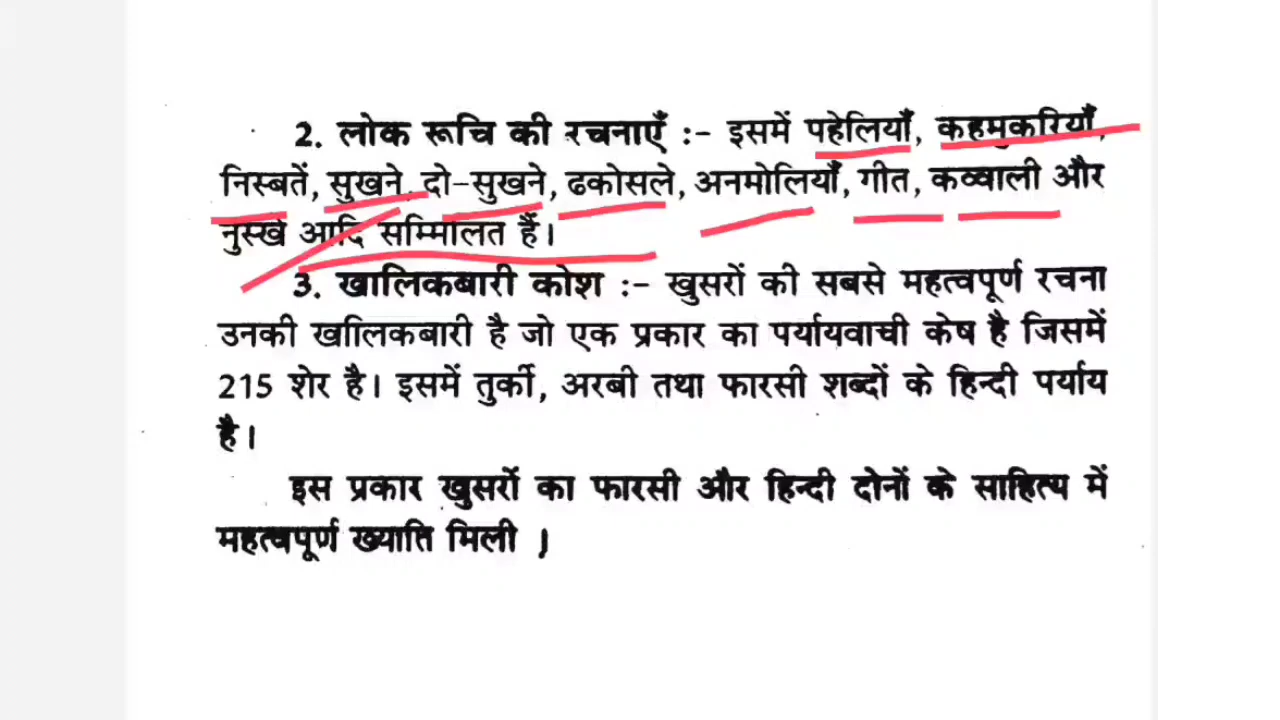 2. लोक रूचि की रचनाएँ :- इसमें पहेलियाँ, कहमुकरियाँ,
निस्बतें, सुखने, दो-सुखने, ढकोसले, अनमोलियाँ, गीत, कव्वाली और
नुस्खे आदि सम्मिलत हैं।
3. खालिकबारी कोश :- खुसरों की सबसे महत्वपूर्ण रचना
उनकी खालिकबारी है जो एक प्रकार का पर्यायवाची केष है जिसमें
215 शेर है। इसमें तुर्की, अरबी तथा फारसी शब्दों के हिन्दी पर्याय
है।
इस प्रकार खुसरों का फारसी और हिन्दी दोनों के साहित्य में
महत्वपूर्ण ख्याति मिली ।